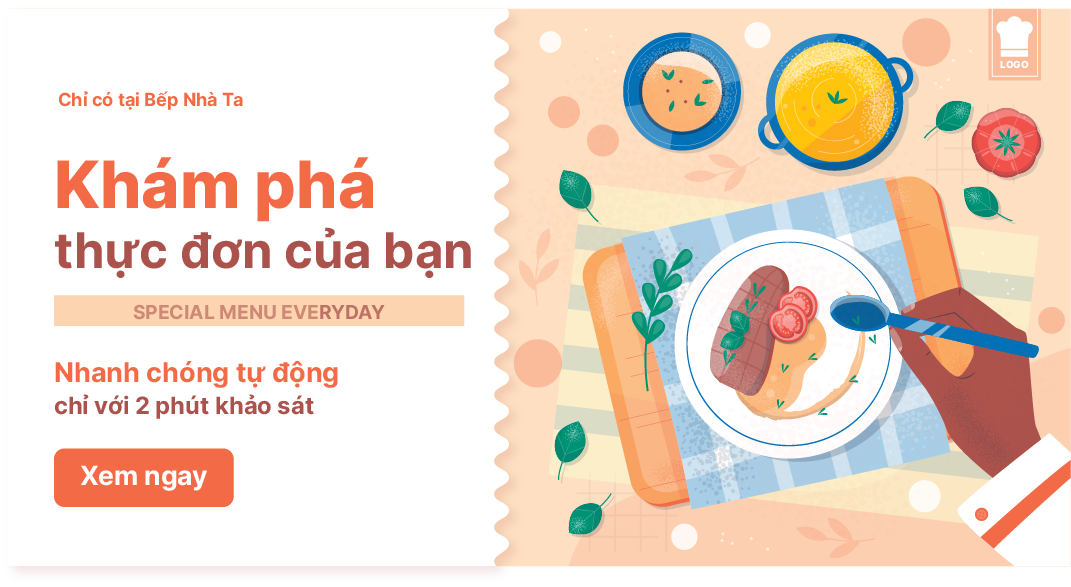 Chỉ có tại Bếp Nhà Ta
Khám phá
thực đơn của bạn
SPECIAL MENU EVERYDAY
Nhanh chóng tự động
chỉ với 2 phút khảo sát
Xem ngay
LOGO